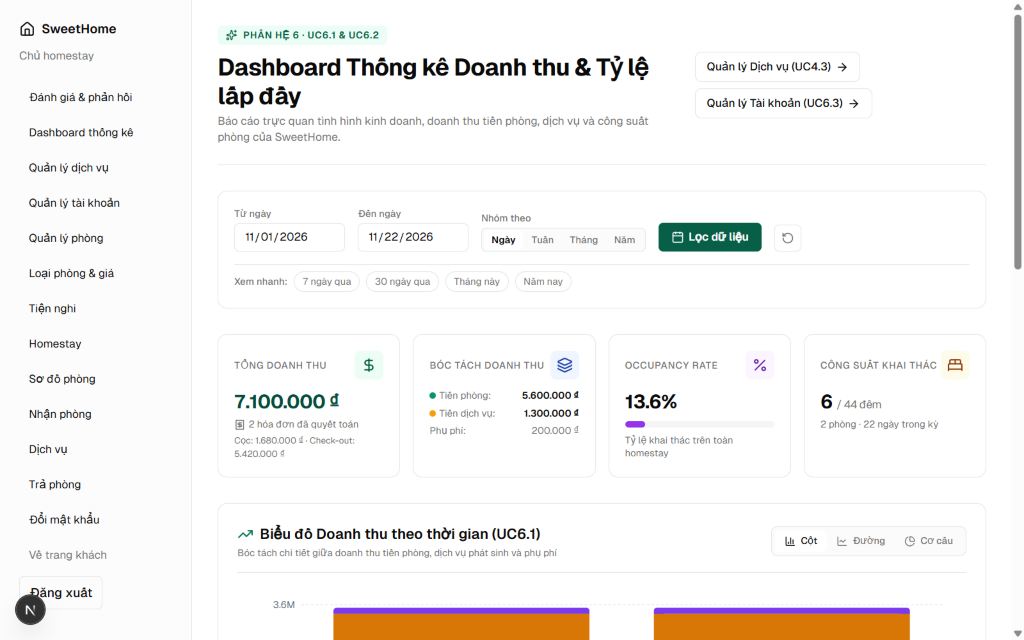 SweetHome
Chủ homestay
Đánh giá & phản hồi
Dashboard thống kê
Quản lý dịch vụ
Quản lý tài khoản
Quản lý phòng
Loại phòng & giá
Tiện nghi
Homestay
Sơ đồ phòng
Nhận phòng
Dịch vụ
Trả phòng
Đổi mật khẩu
Về trang khách
Đăng xuất
N
PHÂN HỆ 6 · UC6.1 & UC6.2
Dashboard Thống kê Doanh thu & Tỷ lệ
lấp đầy
Báo cáo trực quan tình hình kinh doanh, doanh thu tiền phòng, dịch vụ và công suất
phòng của SweetHome.
Quản lý Dịch vụ (UC4.3) →
Quản lý Tài khoản (UC6.3) →
Từ ngày
11/01/2026
Đến ngày
11/22/2026
Nhóm theo
Ngày Tuần Tháng Năm
Lọc dữ liệu
Xem nhanh: 7 ngày qua 30 ngày qua Tháng này Năm nay
TỔNG DOANH THU
7.100.000 ₫
2 hóa đơn đã quyết toán
Cọc: 1.680.000 ₫ · Check-out:
5.420.000 ₫
BÓC TÁCH DOANH THU
Tiền phòng: 5.600.000 ₫
Tiền dịch vụ: 1.300.000 ₫
Phụ phí: 200.000 ₫
OCCUPANCY RATE
13.6%
Tỷ lệ khai thác trên toàn
homestay
CÔNG SUẤT KHAI THÁC
6 / 44 đêm
2 phòng · 22 ngày trong kỳ
Biểu đồ Doanh thu theo thời gian (UC6.1)
Bóc tách chi tiết giữa doanh thu tiền phòng, dịch vụ phát sinh và phụ phí
Cột Đường Cơ cấu
3.6M